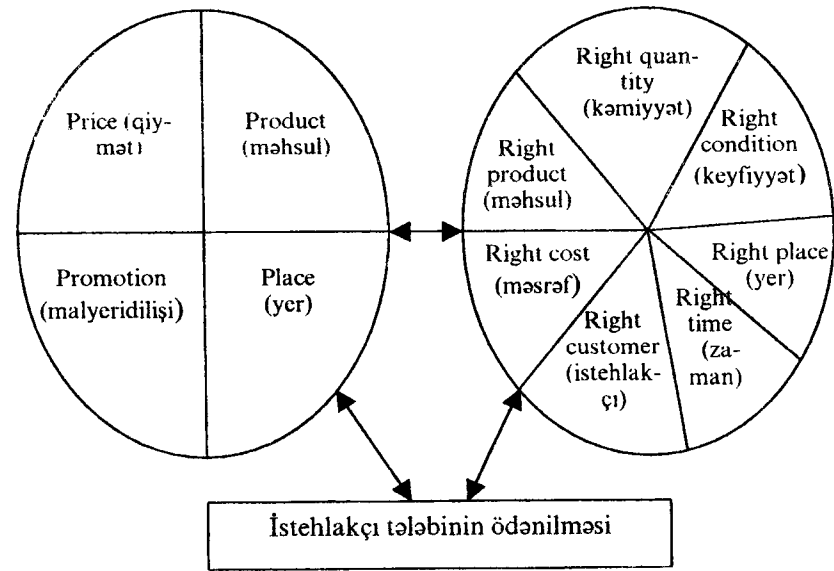 Price (qiy-
mət)
Product
(məhsul)
Promotion
(malyeridilişi)
Place
(yer)
Right quan-
tity
(kəmiyyət)
Right
condition
(keyfiyyət)
Right
product
(məhsul)
Right cost
(məsrəf)
Right place
(yer)
Right
time
(za-
man)
Right
customer
(istehlak-
çı)
İstehlakçı tələbinin ödənilməsi